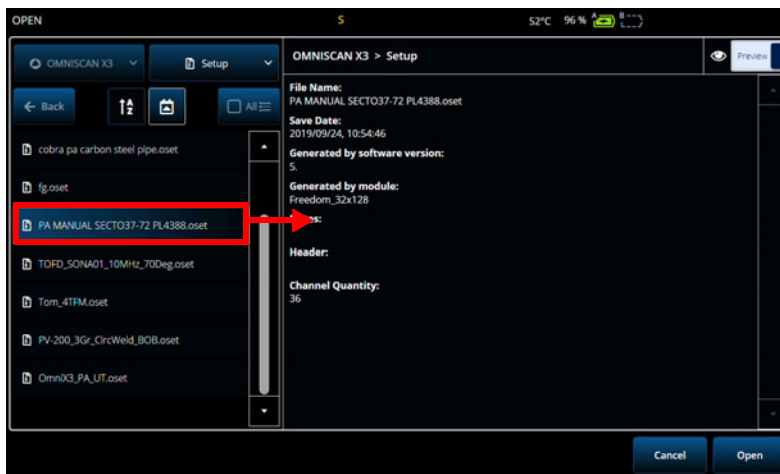 OPEN
S
52°C 96 % A B
OMNISCAN X3
Setup
Back
A
Z
All
cobra pa carbon steel pipe.oset
fg.oset
PA MANUAL SECTO37-72 PL4388.oset
TOFD_SONA01_10MHz_70Deg.oset
Tom_4TFM.oset
PV-200_3Gr_CircWeld_BOB.oset
OmniX3_PA_UT.oset
OMNISCAN X3 > Setup
Preview
File Name:
PA MANUAL SECTO37-72 PL4388.oset
Save Date:
2019/09/24, 10:54:46
Generated by software version:
5.
Generated by module:
Freedom_32x128
Header:
Channel Quantity:
36
Cancel
Open